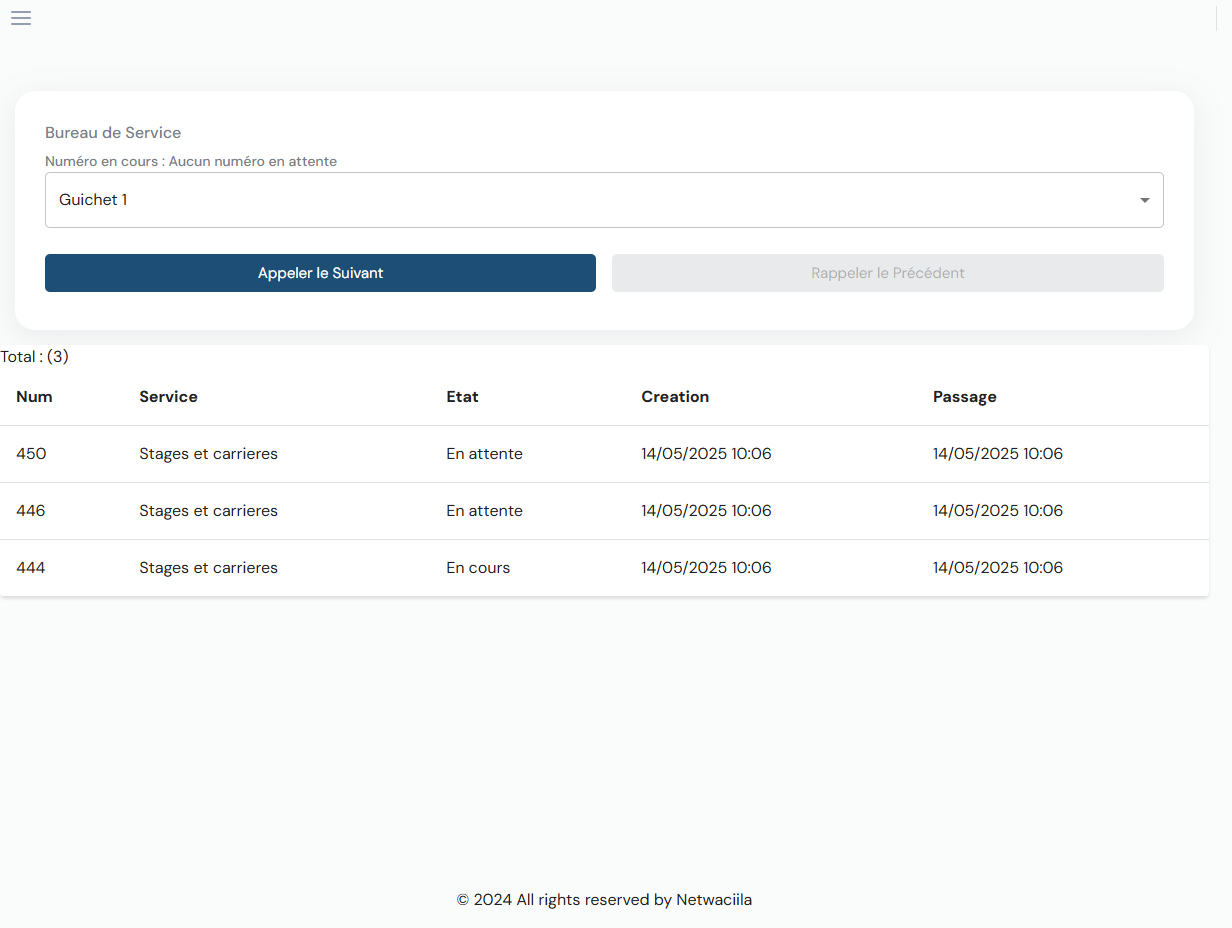 Bureau de Service
Numéro en cours : Aucun numéro en attente
Guichet 1
Appeler le Suivant Rappeler le Précédent
Total : (3)
Num Service Etat Creation Passage
450 Stages et carrieres En attente 14/05/2025 10:06 14/05/2025 10:06
446 Stages et carrieres En attente 14/05/2025 10:06 14/05/2025 10:06
444 Stages et carrieres En cours 14/05/2025 10:06 14/05/2025 10:06
© 2024 All rights reserved by Netwaciila